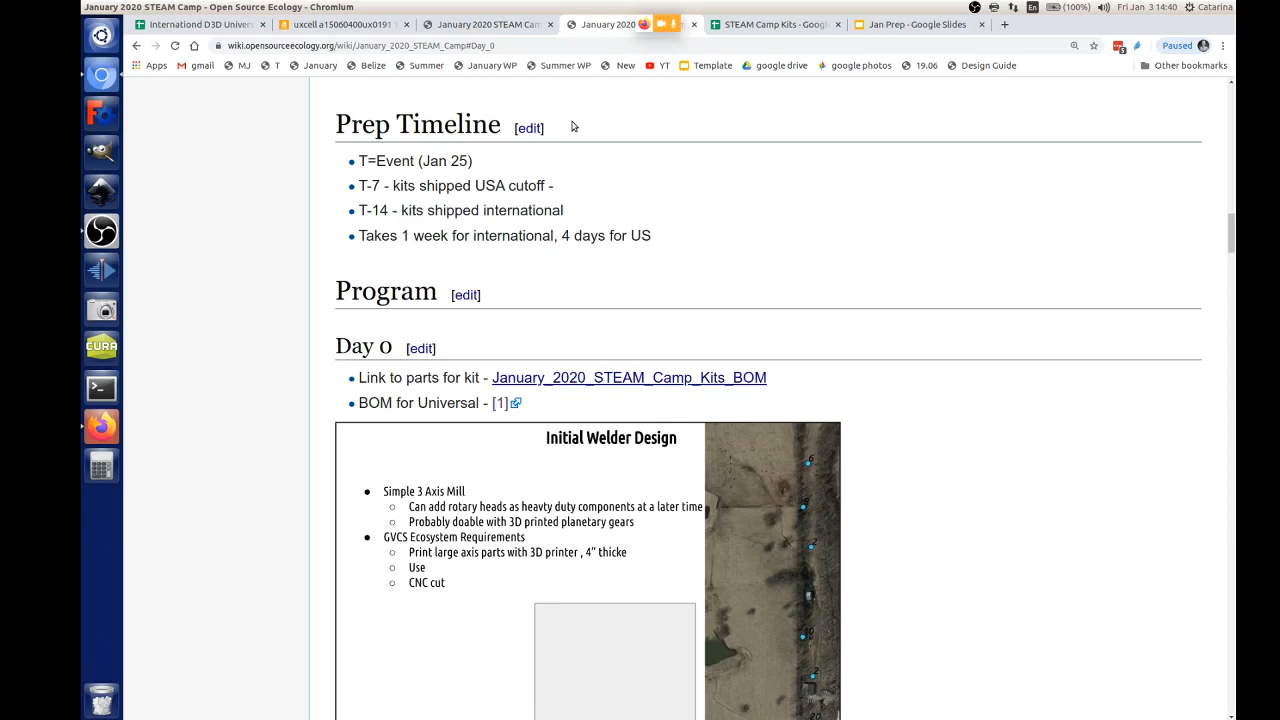 January 2020 STEAM Camp - Open Source Ecology - Chromium
En
(100%)
Fri Jan 3 14:40
Catarina
Internationd D3D Univers
uxcell a15060400ux0191
January 2020 STEAM Cam
January 2020
STEAM Camp Kits - Goog
Jan Prep - Google Slides
wiki.opensourceecology.org/wiki/January_2020_STEAM_Camp#Day_0
Paused
Apps
gmail
MJ
T
January
Belize
Summer
January WP
Summer WP
New
YT
Template
google drive
google photos
19.06
Design Guide
Other bookmarks
Prep Timeline [edit]
T=Event (Jan 25)
T-7 - kits shipped USA cutoff -
T-14 - kits shipped international
Takes 1 week for international, 4 days for US
Program [edit]
Day 0 [edit]
Link to parts for kit - January_2020_STEAM_Camp_Kits_BOM
BOM for Universal - [1]
Initial Welder Design
Simple 3 Axis Mill
Can add rotary heads as heavty duty components at a later time
Probably doable with 3D printed planetary gears
GVCS Ecosystem Requirements
Print large axis parts with 3D printer , 4” thicke
Use
CNC cut
CURA